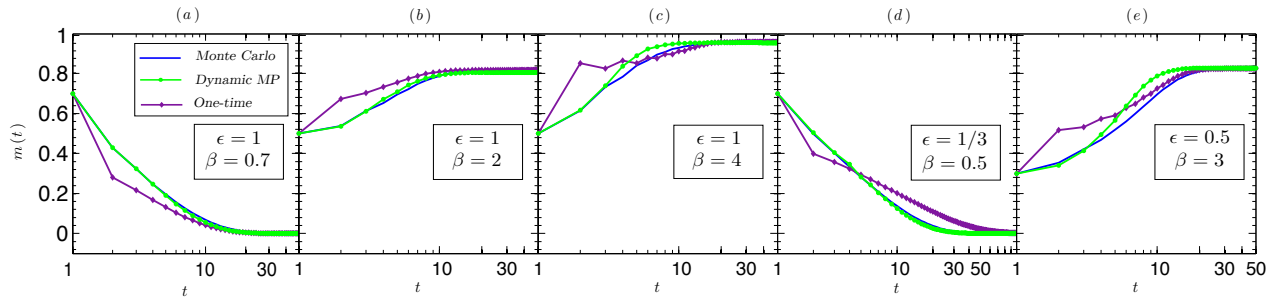 (a) (b) (c) (d) (e)
m(t)
1
0.8
0.6
0.4
0.2
0
Monte Carlo
Dynamic MP
One-time
ϵ = 1
β = 0.7
ϵ = 1
β = 2
ϵ = 1
β = 4
ϵ = 1/3
β = 0.5
ϵ = 0.5
β = 3
1 10 30 1 10 30 1 10 30 1 10 30 50 1 10 30 50
t t t t t